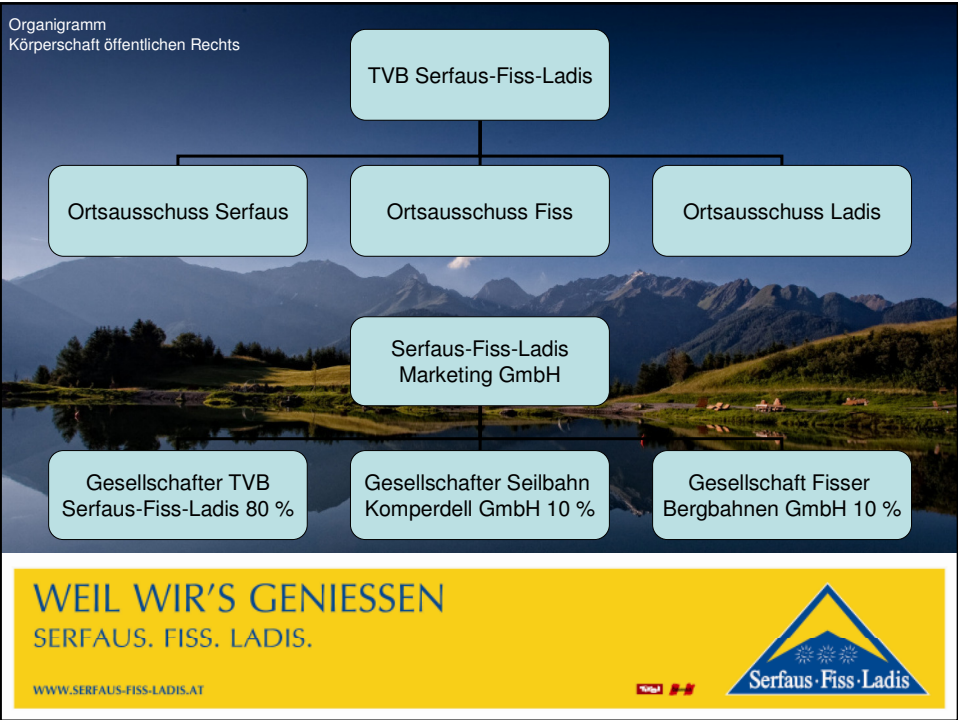 Organigramm
Körperschaft öffentlichen Rechts
TVB Serfaus-Fiss-Ladis
Ortsausschuss Serfaus
Ortsausschuss Fiss
Ortsausschuss Ladis
Serfaus-Fiss-Ladis
Marketing GmbH
Gesellschafter TVB
Serfaus-Fiss-Ladis 80 %
Gesellschafter Seilbahn
Komperdell GmbH 10 %
Gesellschaft Fisser
Bergbahnen GmbH 10 %
WEIL WIR'S GENIESSEN
SERFAUS. FISS. LADIS.
WWW.SERFAUS-FISS-LADIS.AT
Tirol
Serfaus·Fiss·Ladis